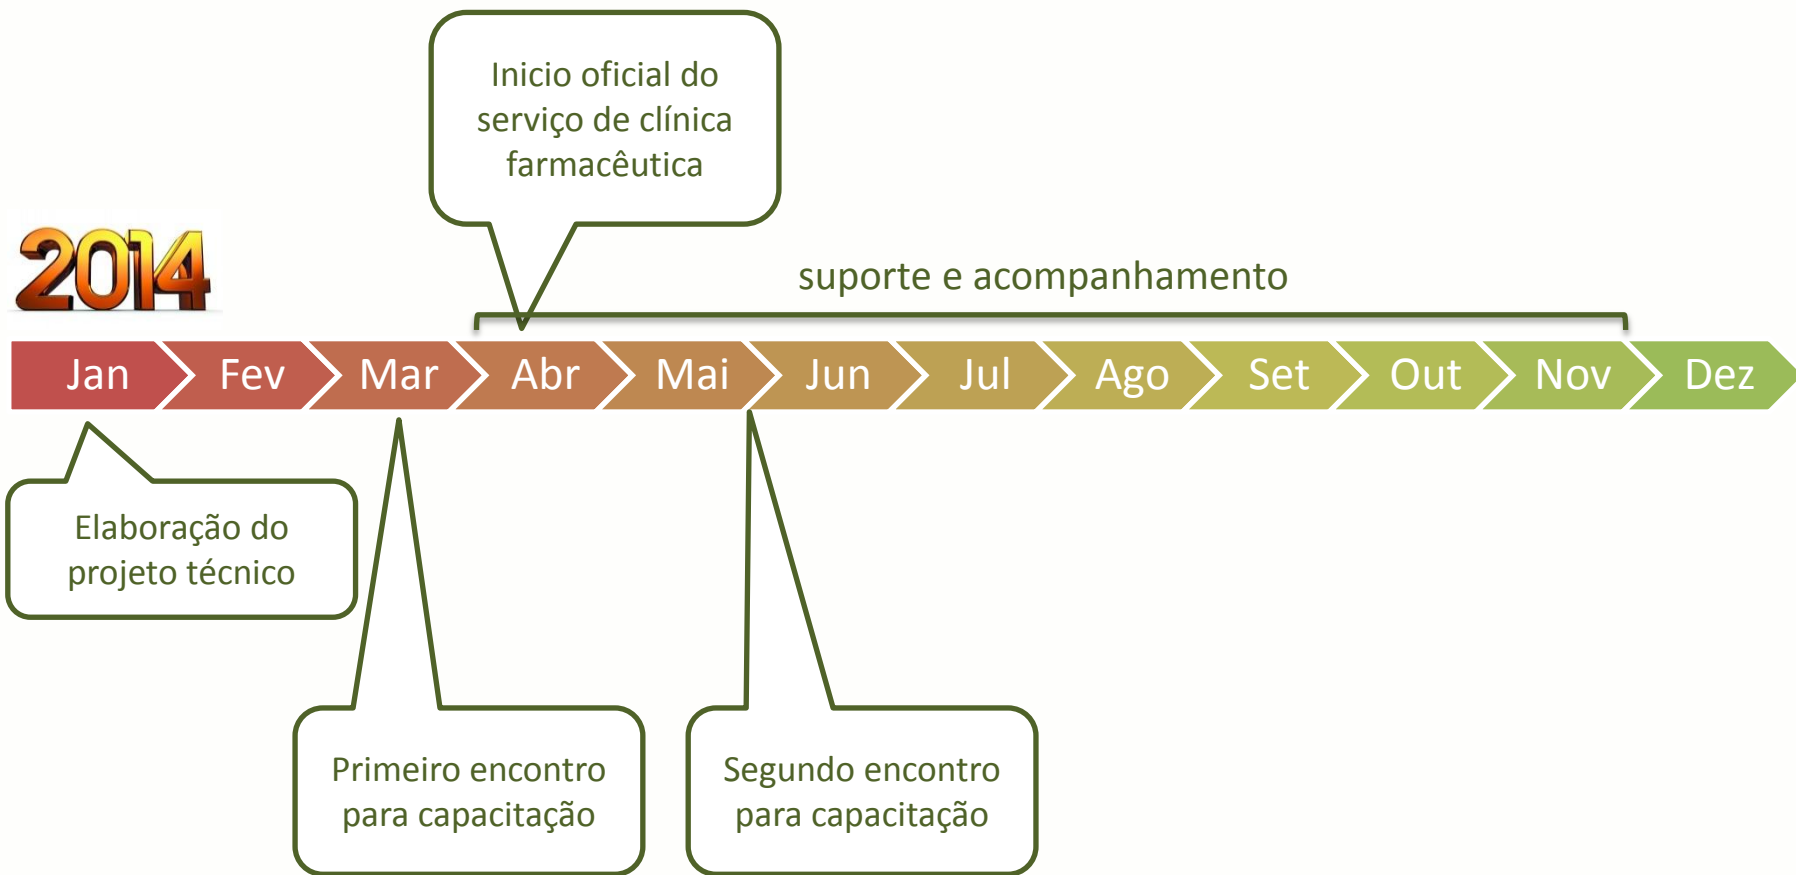 Inicio oficial do
serviço de clínica
farmacêutica
2014
suporte e acompanhamento
Jan Fev Mar Abr Mai Jun Jul Ago Set Out Nov Dez
Elaboração do
projeto técnico
Primeiro encontro
para capacitação
Segundo encontro
para capacitação